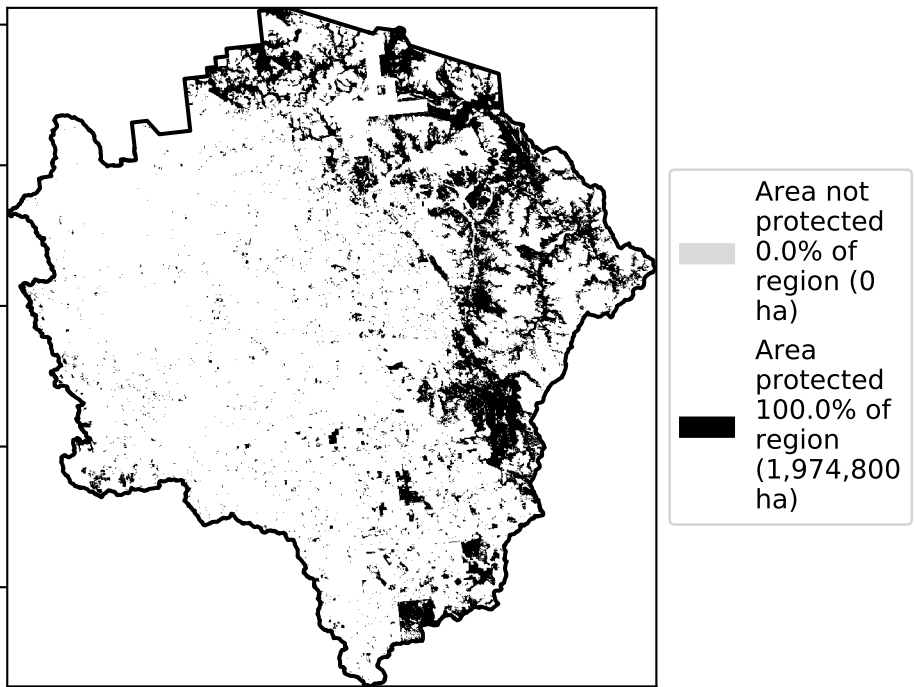 Area not
protected
0.0% of
region (0
ha)
Area
protected
100.0% of
region
(1,974,800
ha)